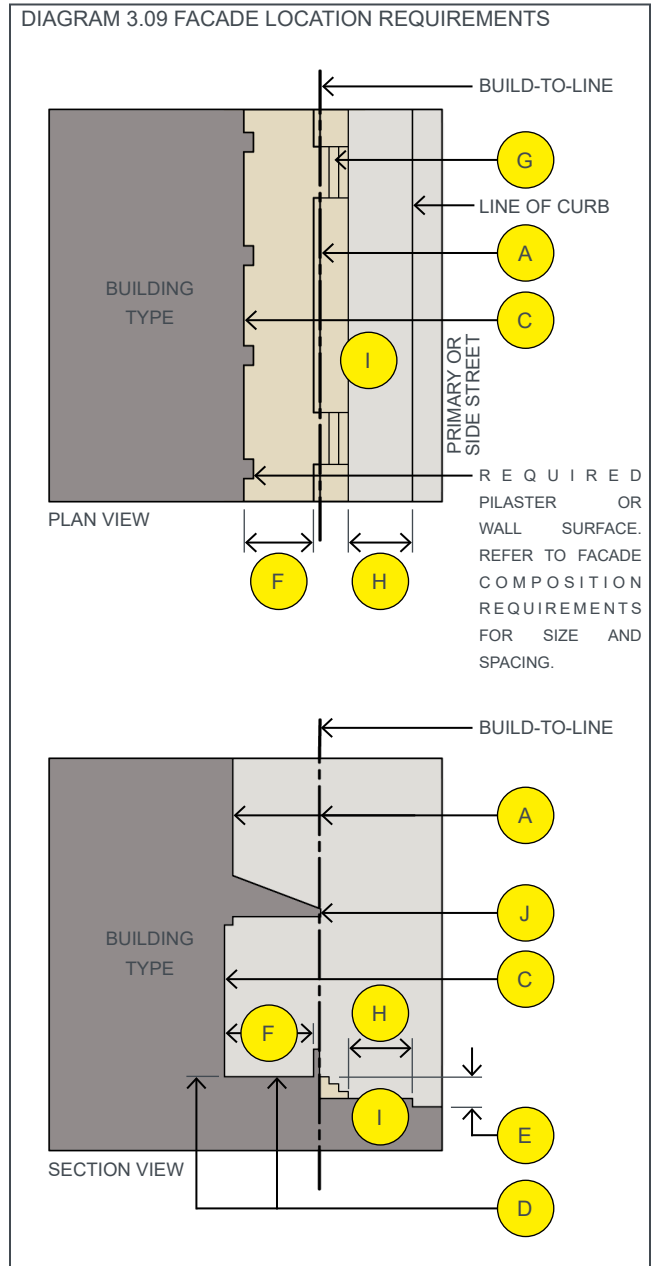 DIAGRAM 3.09 FACADE LOCATION REQUIREMENTS
BUILD-TO-LINE
G
LINE OF CURB
A
BUILDING
TYPE
C
I
PRIMARY OR
SIDE STREET
REQUIRED
PILASTER OR
WALL SURFACE.
REFER TO FACADE
COMPOSITION
REQUIREMENTS
FOR SIZE AND
SPACING.
PLAN VIEW
F
H
BUILD-TO-LINE
A
J
BUILDING
TYPE
C
H
F
I
E
SECTION VIEW
D